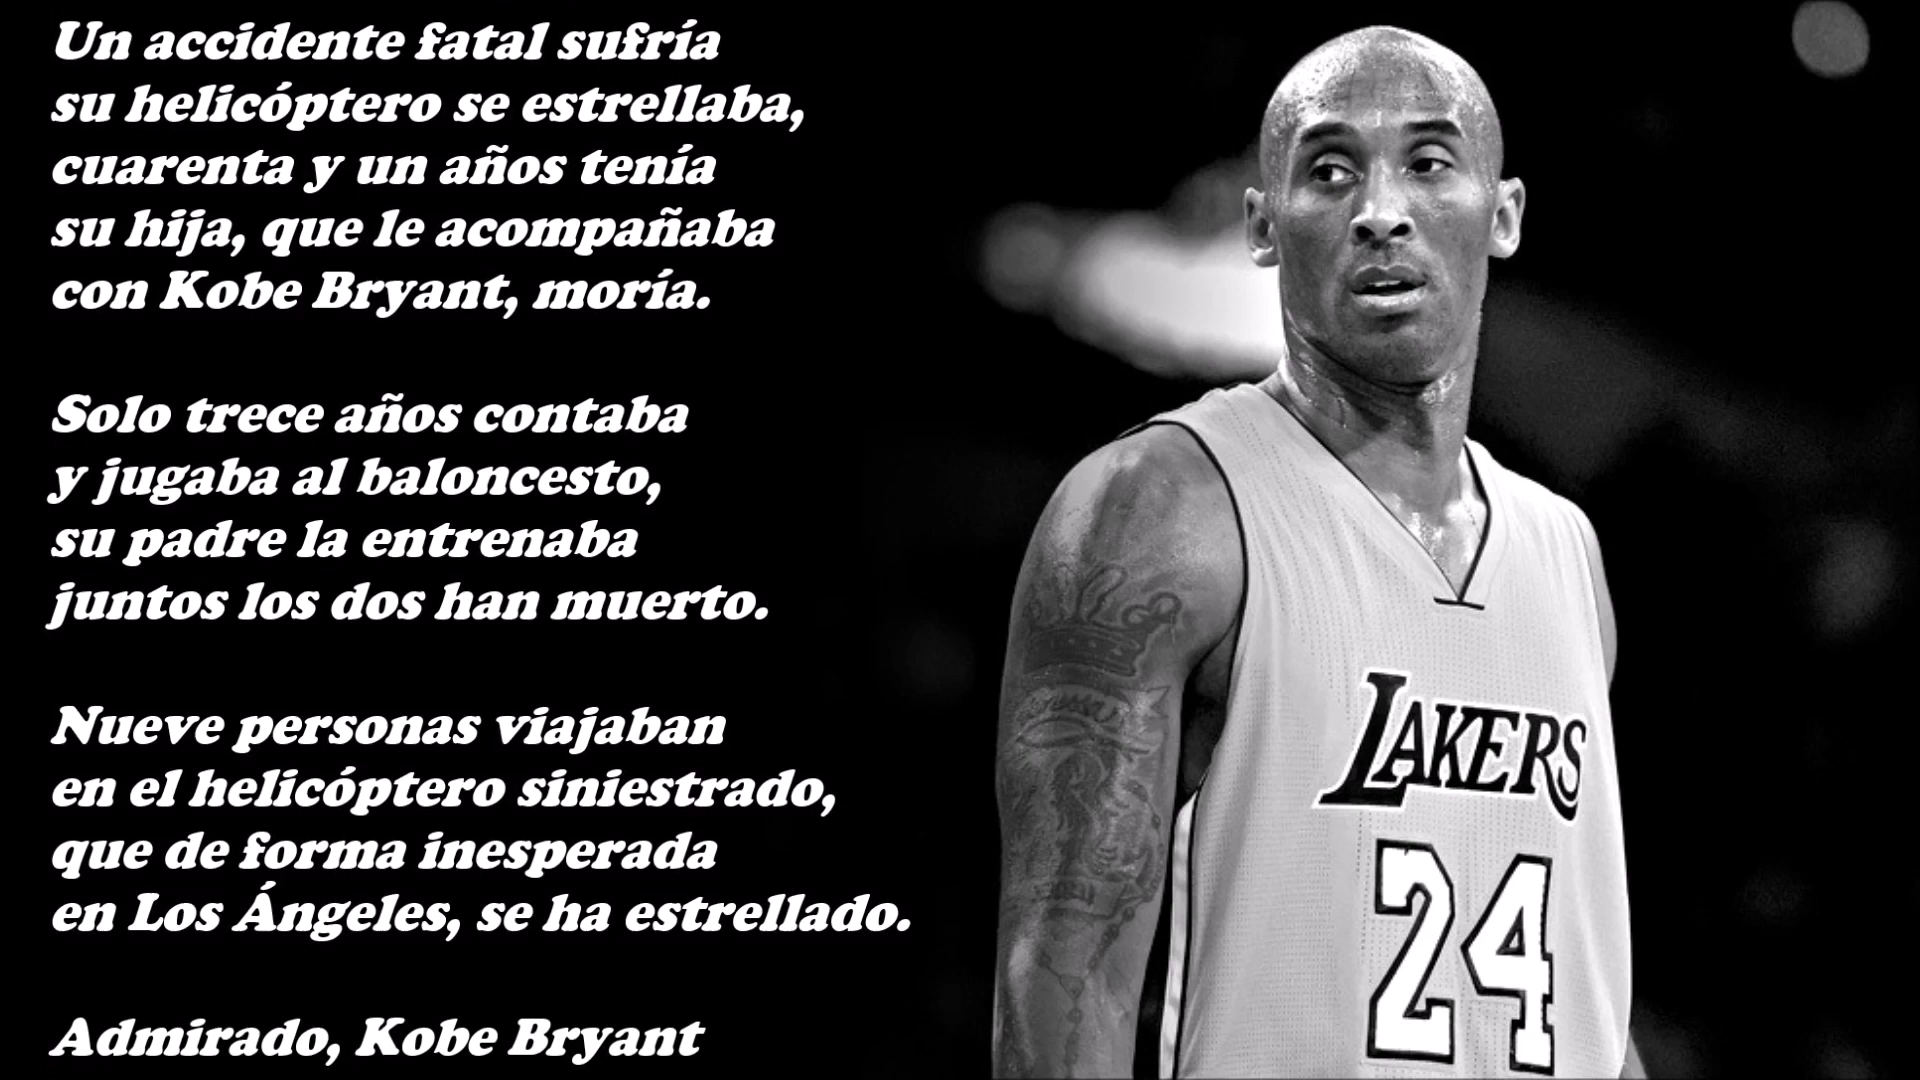 Un accidente fatal sufría
su helicóptero se estrellaba,
cuarenta y un años tenía
su hija, que le acompañaba
con Kobe Bryant, moría.
Solo trece años contaba
y jugaba al baloncesto,
su padre la entrenaba
juntos los dos han muerto.
Nueve personas viajaban
en el helicóptero siniestrado,
que de forma inesperada
en Los Ángeles, se ha estrellado.
Admirado, Kobe Bryant
LAKERS
24